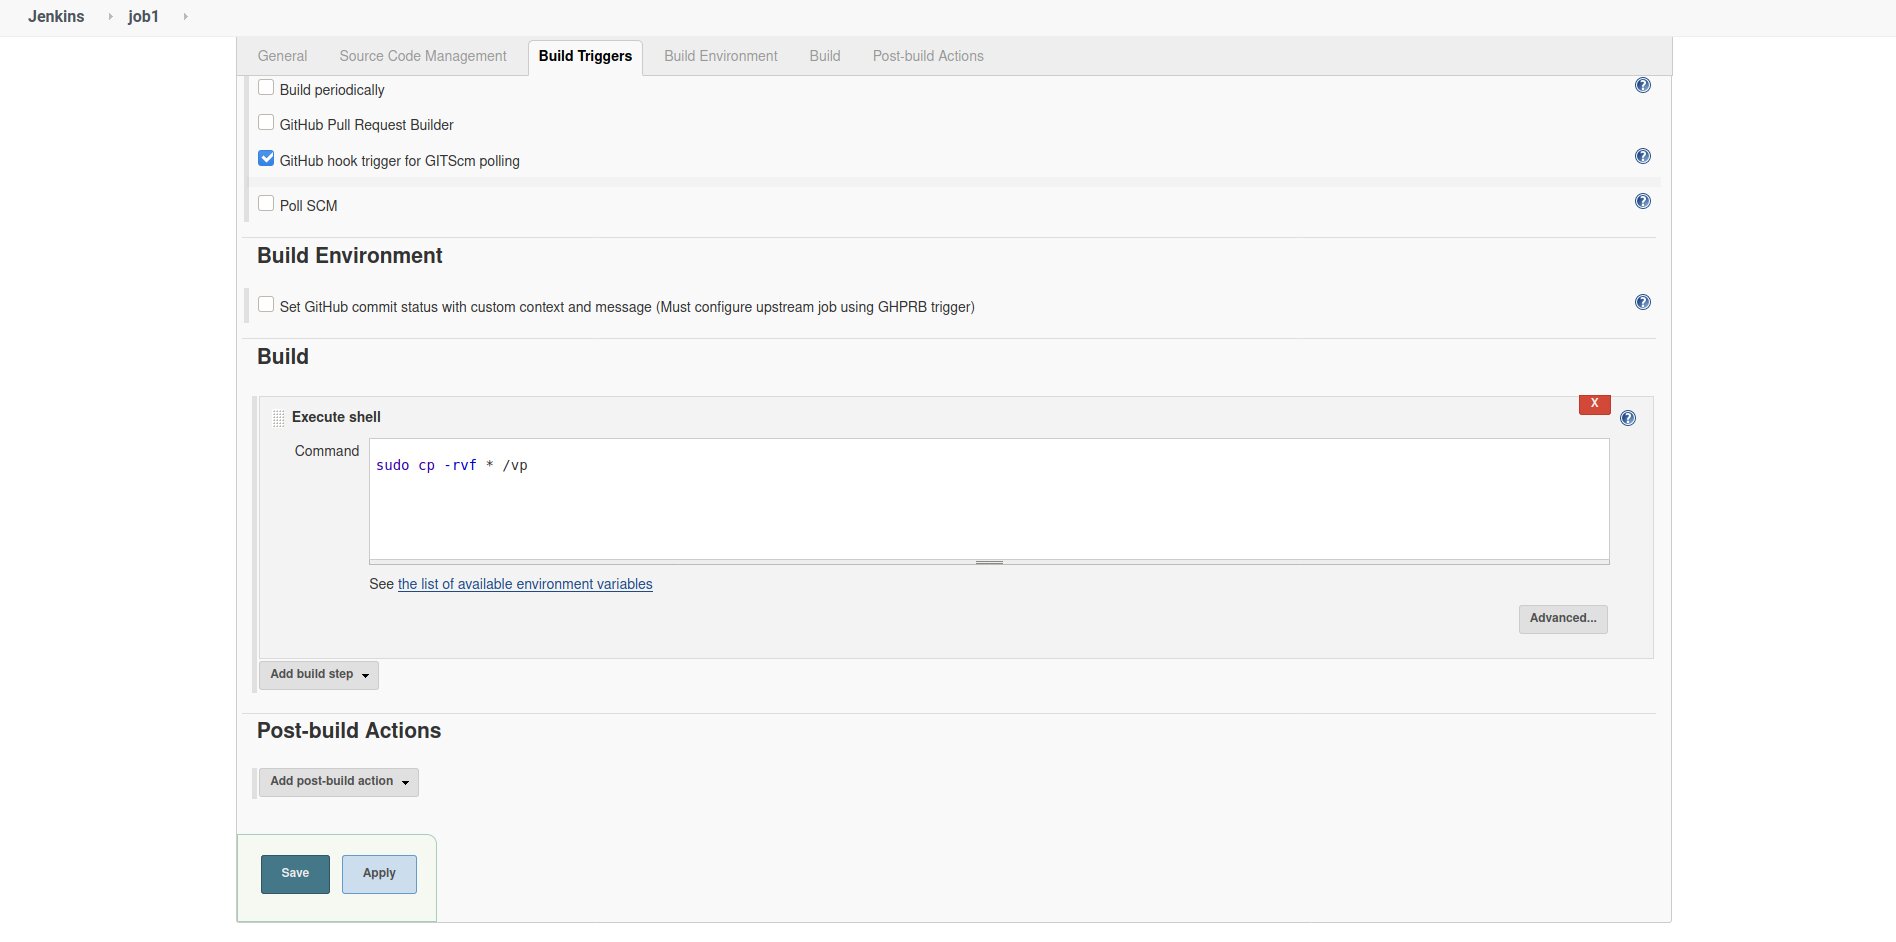 Jenkins job1
General Source Code Management Build Triggers Build Environment Build Post-build Actions
Build periodically
GitHub Pull Request Builder
GitHub hook trigger for GITScm polling
Poll SCM
Build Environment
Set GitHub commit status with custom context and message (Must configure upstream job using GHPRB trigger)
Build
X
Execute shell
Command
sudo cp -rvf * /vp
See the list of available environment variables
Advanced...
Add build step
Post-build Actions
Add post-build action
Save Apply